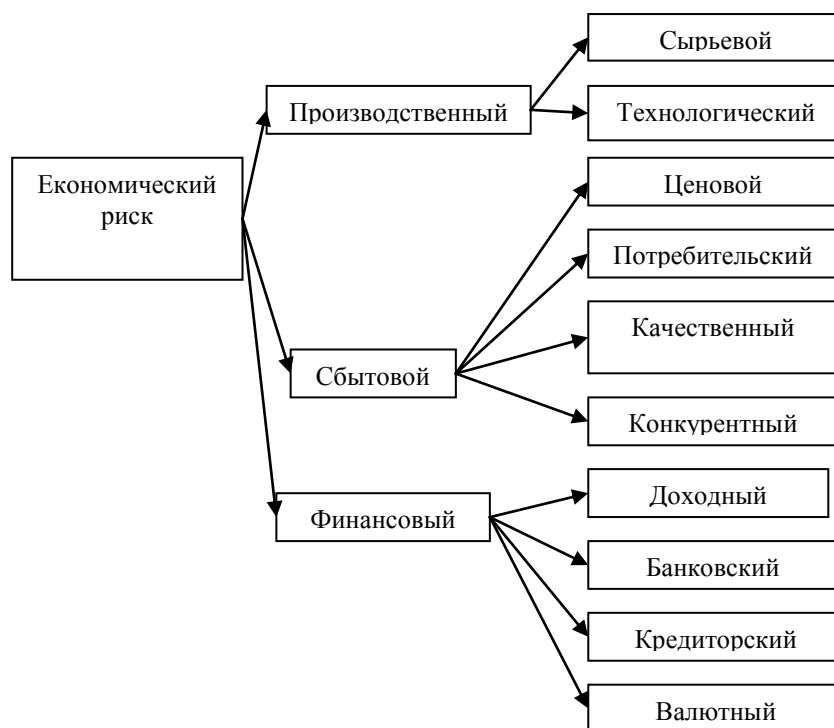 Сырьевой
Производственный
Технологический
Економический
риск
Ценовой
Потребительский
Качественный
Сбытовой
Конкурентный
Доходный
Финансовый
Банковский
Кредиторский
Валютный